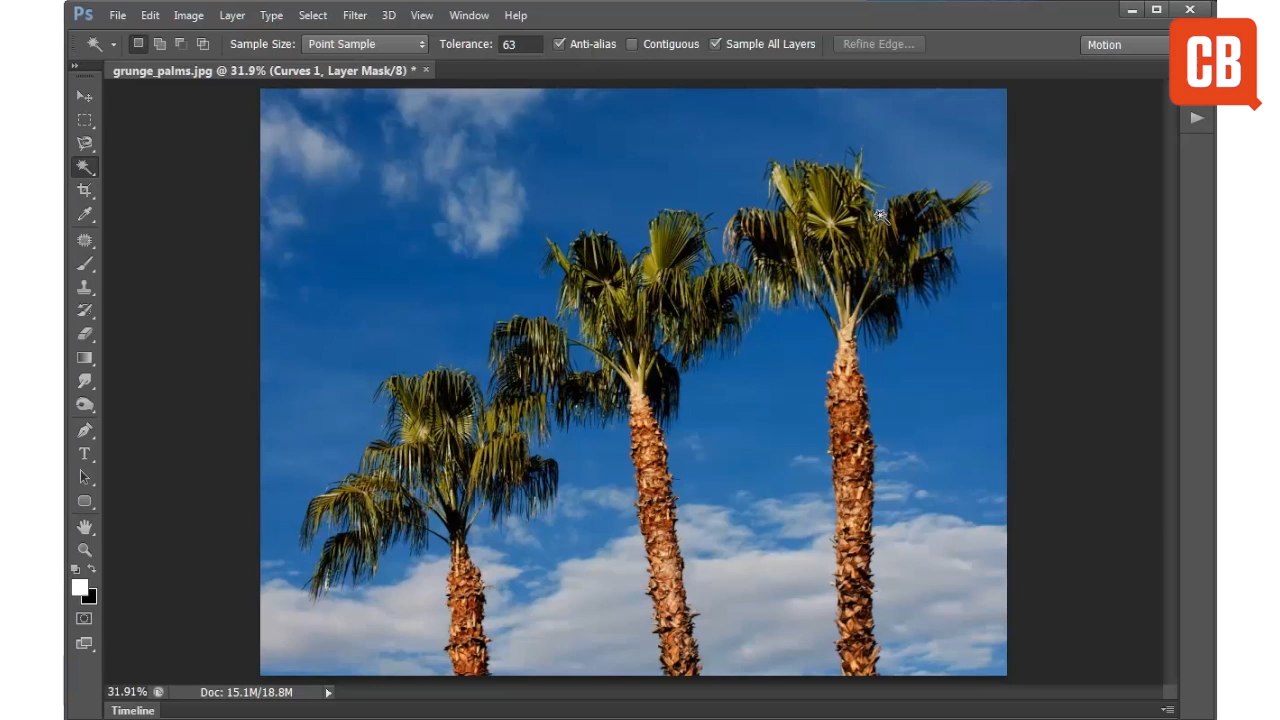 Ps File Edit Image Layer Type Select Filter 3D View Window Help
Sample Size: Point Sample Tolerance: 63 Anti-alias Contiguous Sample All Layers Refine Edge... Motion
CB
grunge_palms.jpg @ 31.9% (Curves 1, Layer Mask/8) * ×
T
31.91% Doc: 15.1M/18.8M
Timeline